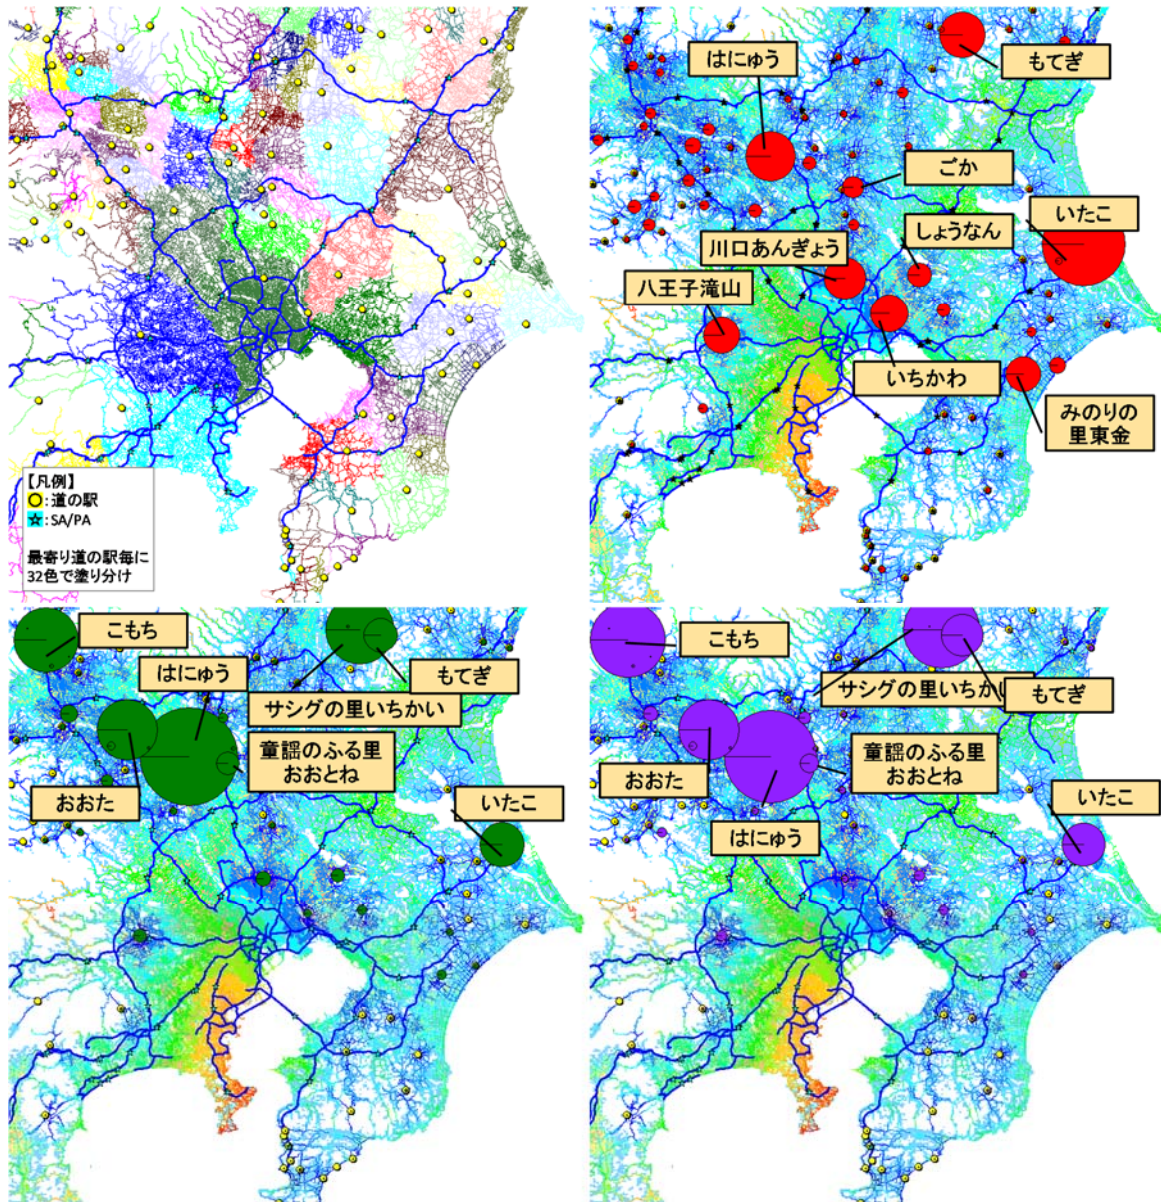 【凡例】
○：道の駅
☆：SA/PA
最寄り道の駅毎に
32色で塗り分け
はにゅう
もてぎ
ごか
いたこ
しょうなん
川口あんぎょう
八王子滝山
いちかわ
みのりの
里東金
こもち
はにゅう
もてぎ
サシグの里いちかい
童謡のふる里
おおとね
おおた
いたこ
こもち
サシグの里いちかい
もてぎ
童謡のふる里
おおとね
おおた
はにゅう
いたこ